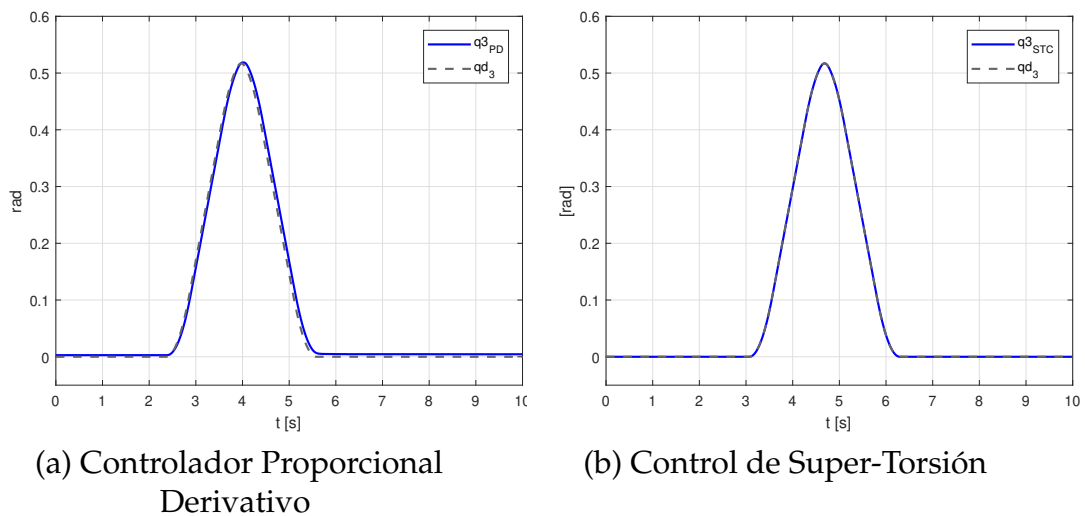 0.6
0.5
0.4
0.3
0.2
0.1
0
rad
q3PD
qd3
0 1 2 3 4 5 6 7 8 9 10
t [s]
(a) Controlador Proporcional
Derivativo
0.6
0.5
0.4
0.3
0.2
0.1
0
[rad]
q3STC
qd3
0 1 2 3 4 5 6 7 8 9 10
t [s]
(b) Control de Super-Torsión